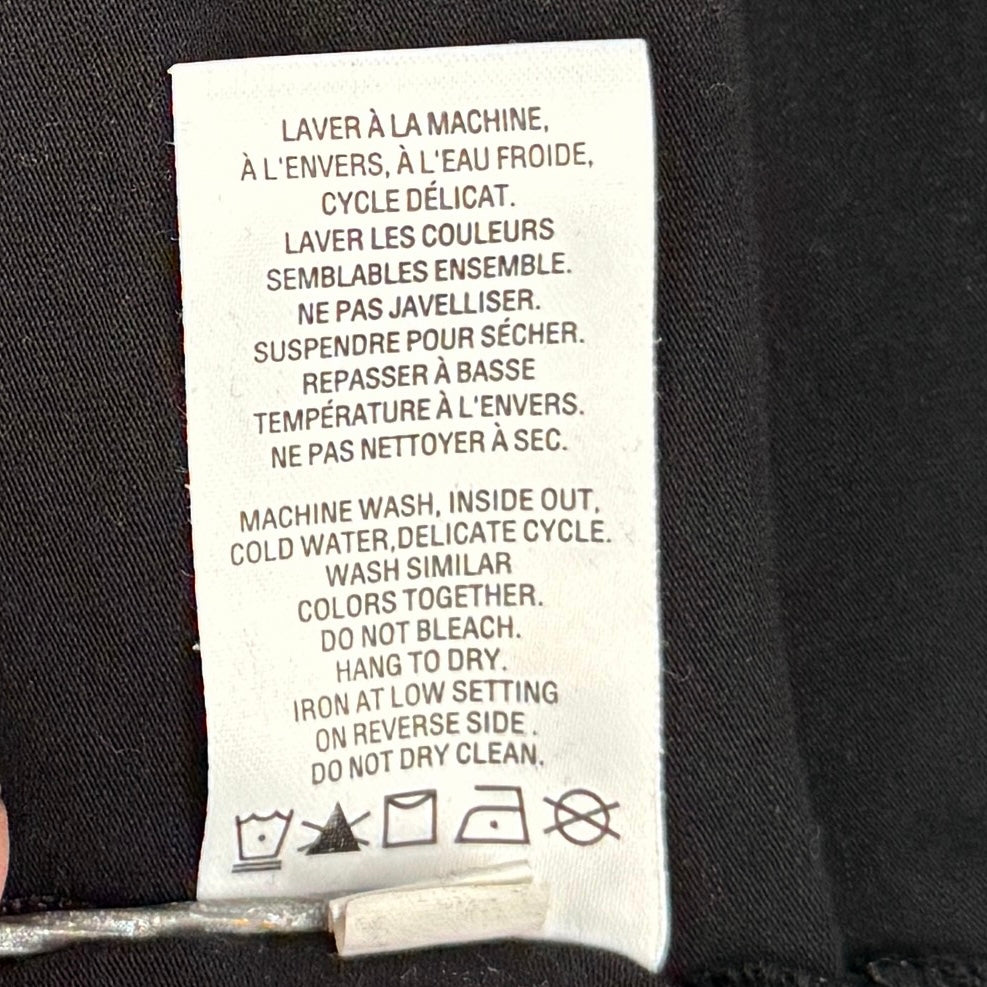 LAVER À LA MACHINE,
À L'ENVERS, À L'EAU FROIDE,
CYCLE DÉLICAT.
LAVER LES COULEURS
SEMBLABLES ENSEMBLE.
NE PAS JAVELLISER.
SUSPENDRE POUR SÉCHER.
REPASSER À BASSE
TEMPÉRATURE À L'ENVERS.
NE PAS NETTOYER À SEC.
MACHINE WASH, INSIDE OUT,
COLD WATER,DELICATE CYCLE.
WASH SIMILAR
COLORS TOGETHER.
DO NOT BLEACH.
HANG TO DRY.
IRON AT LOW SETTING
ON REVERSE SIDE .
DO NOT DRY CLEAN.